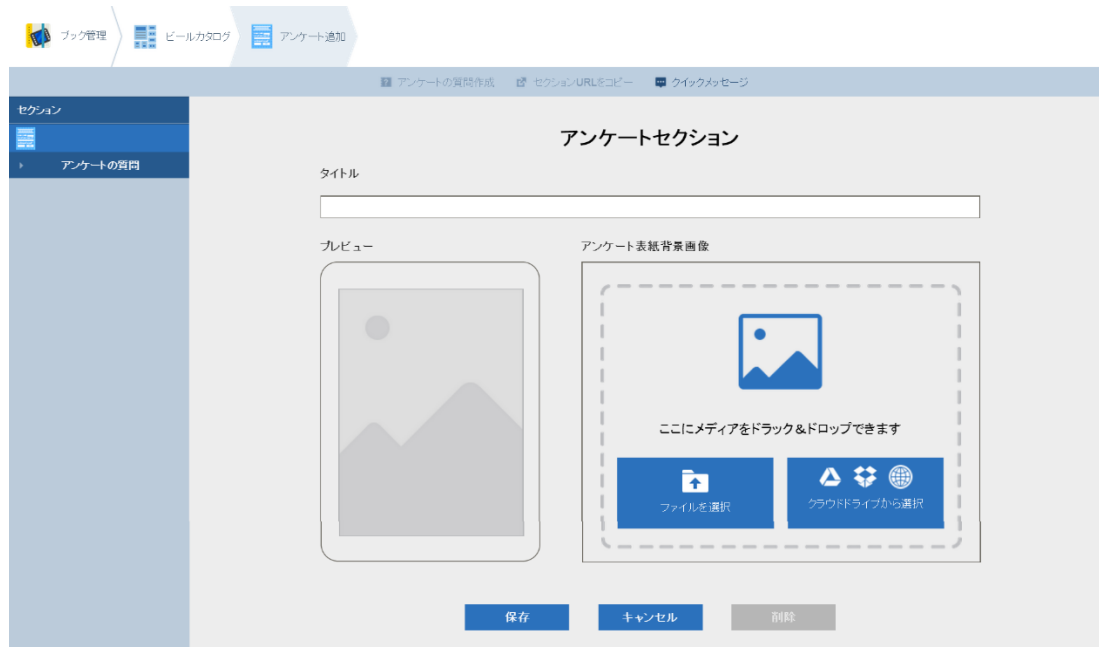 ブック管理
ビールカタログ
アンケート追加
アンケートの質問作成
セクションURLをコピー
クイックメッセージ
セクション
アンケートの質問
アンケートセクション
タイトル
プレビュー
アンケート表紙背景画像
ここにメディアをドラック&ドロップできます
ファイルを選択
クラウドドライブから選択
保存
キャンセル
削除